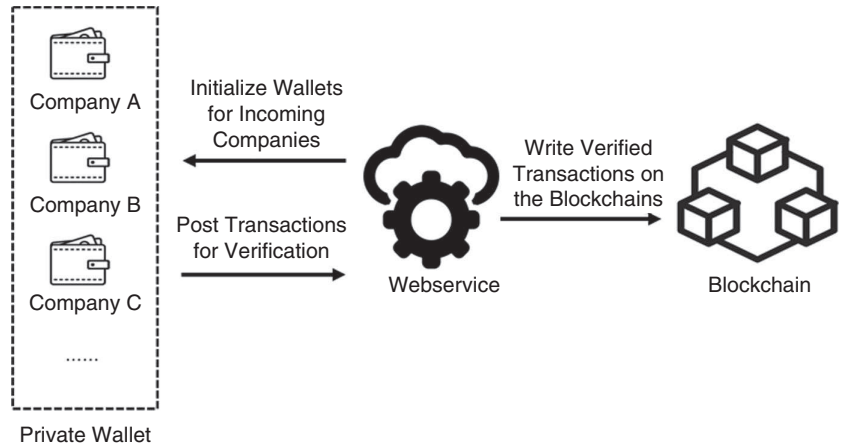 Company A
Company B
Company C
......
Private Wallet
Initialize Wallets
for Incoming
Companies
Post Transactions
for Verification
Webservice
Write Verified
Transactions on
the Blockchains
Blockchain